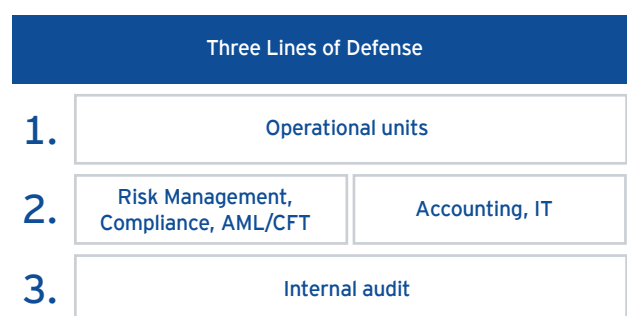 Three Lines of Defense
1.
Operational units
2.
Risk Management,
Compliance, AML/CFT
Accounting, IT
3.
Internal audit